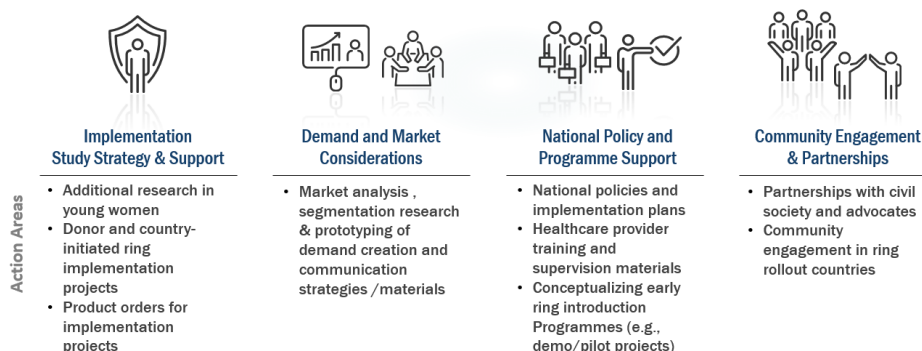 Implementation
Study Strategy & Support
• Additional research in
young women
• Donor and country-
initiated ring
implementation
projects
• Product orders for
implementation
projects
Demand and Market
Considerations
• Market analysis ,
segmentation research
& prototyping of
demand creation and
communication
strategies /materials
National Policy and
Programme Support
• National policies and
implementation plans
• Healthcare provider
training and
supervision materials
• Conceptualizing early
ring introduction
Programmes (e.g.,
demo/pilot projects)
Community Engagement
& Partnerships
• Partnerships with civil
society and advocates
• Community
engagement in ring
rollout countries
Action Areas